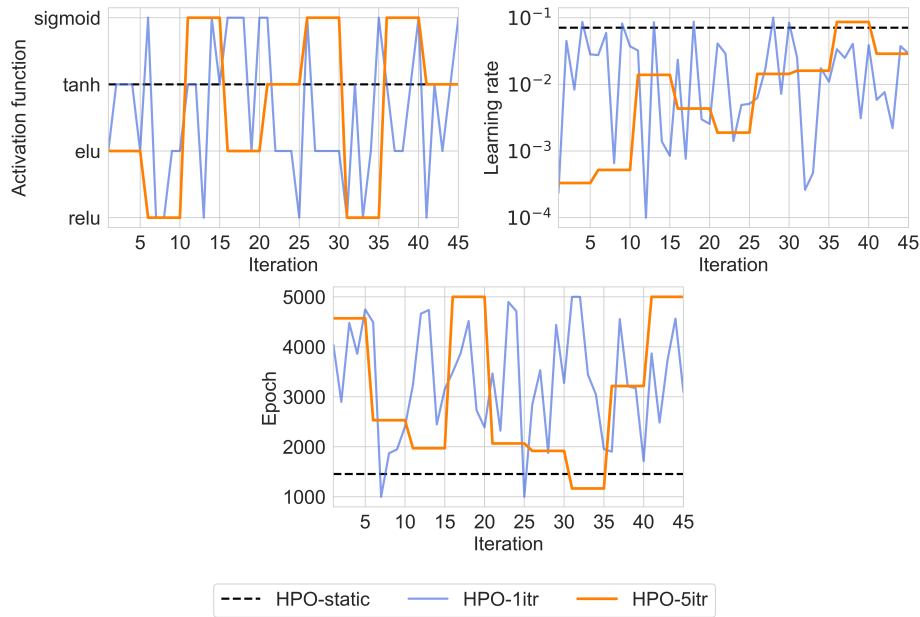 Activation function
sigmoid
tanh
elu
relu
5 10 15 20 25 30 35 40 45
Iteration
Learning rate
10⁻¹
10⁻²
10⁻³
10⁻⁴
5 10 15 20 25 30 35 40 45
Iteration
Epoch
5000
4000
3000
2000
1000
5 10 15 20 25 30 35 40 45
Iteration
HPO-static HPO-1itr HPO-5itr